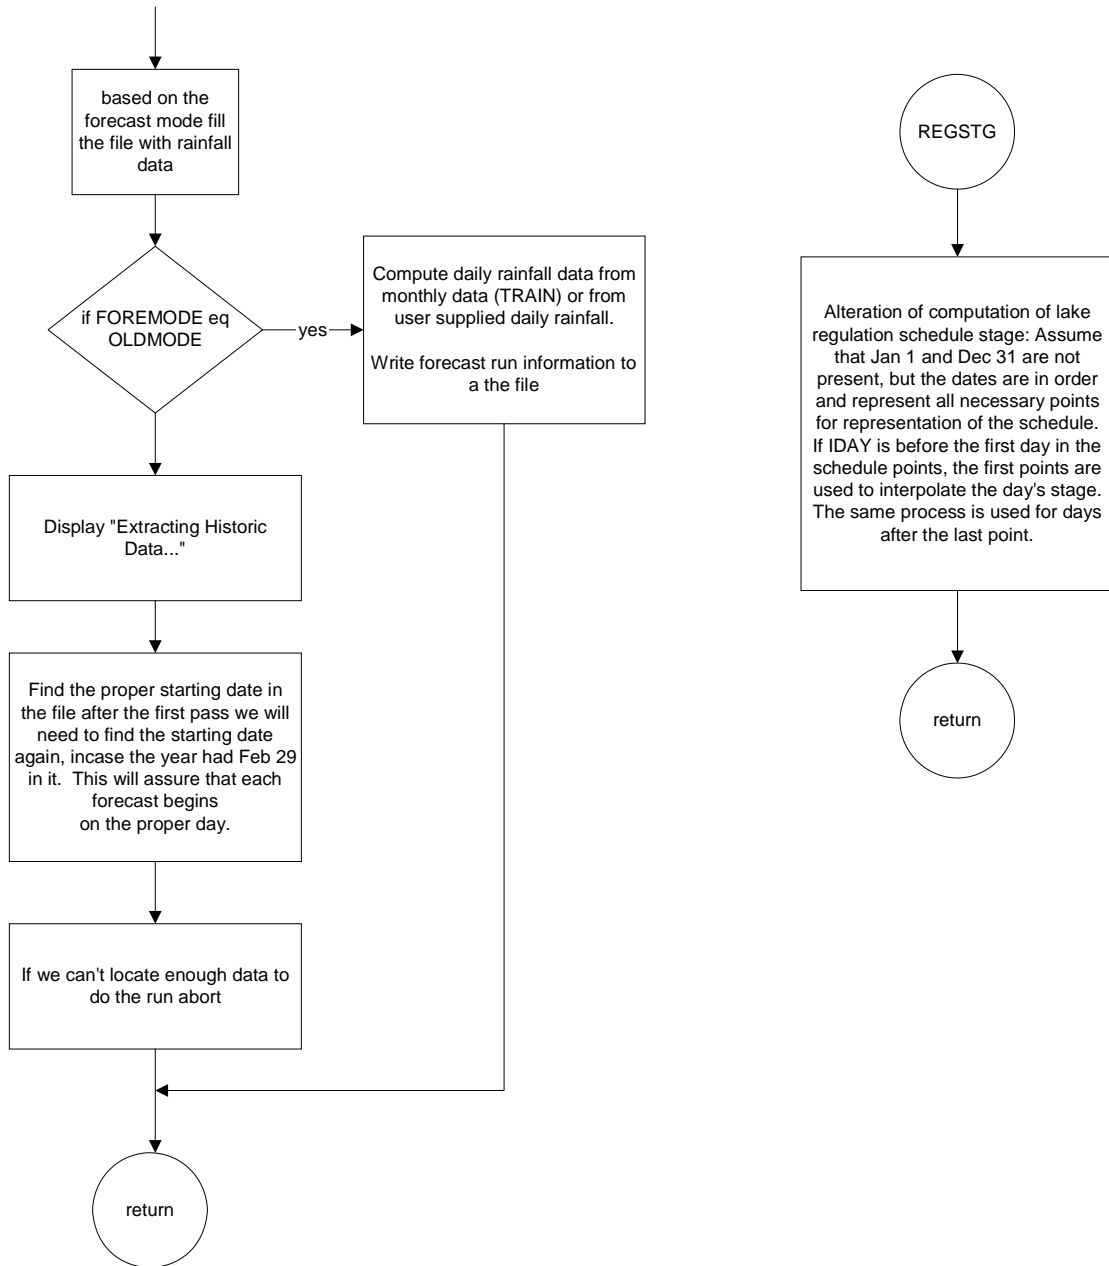 based on the
forecast mode fill
the file with rainfall
data
if FOREMODE eq
OLDMODE
yes
Compute daily rainfall data from
monthly data (TRAIN) or from
user supplied daily rainfall.
Write forecast run information to
a the file
Display "Extracting Historic
Data..."
Find the proper starting date in
the file after the first pass we will
need to find the starting date
again, incase the year had Feb 29
in it.  This will assure that each
forecast begins
on the proper day.
If we can't locate enough data to
do the run abort
return
REGSTG
Alteration of computation of lake
regulation schedule stage: Assume
that Jan 1 and Dec 31 are not
present, but the dates are in order
and represent all necessary points
for representation of the schedule.
If IDAY is before the first day in the
schedule points, the first points are
used to interpolate the day's stage.
The same process is used for days
after the last point.
return